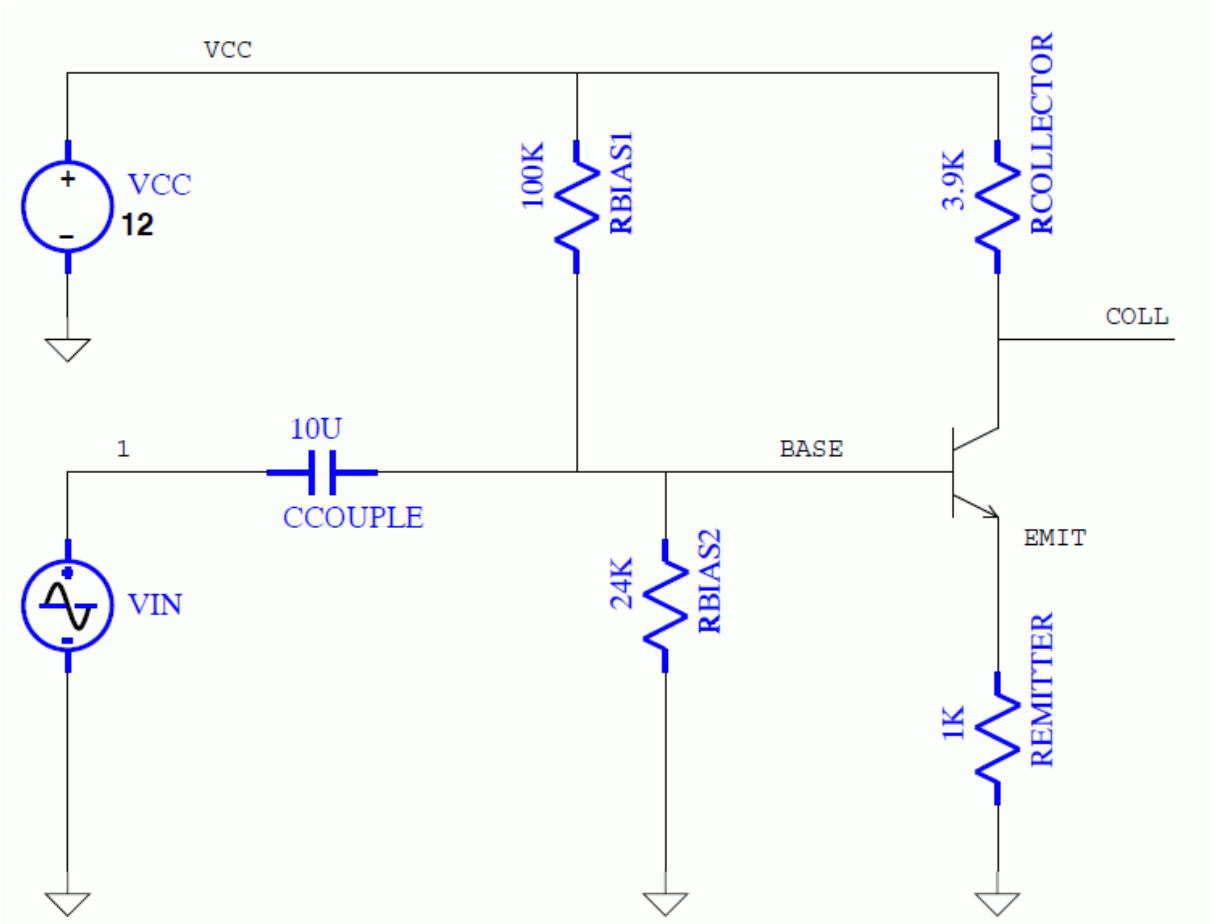 VCC
100K
RBIAS1
3.9K
RCOLLECTOR
+
VCC
12
−
COLL
10U
1
BASE
CCOUPLE
EMIT
VIN
24K
RBIAS2
1K
REMITTER